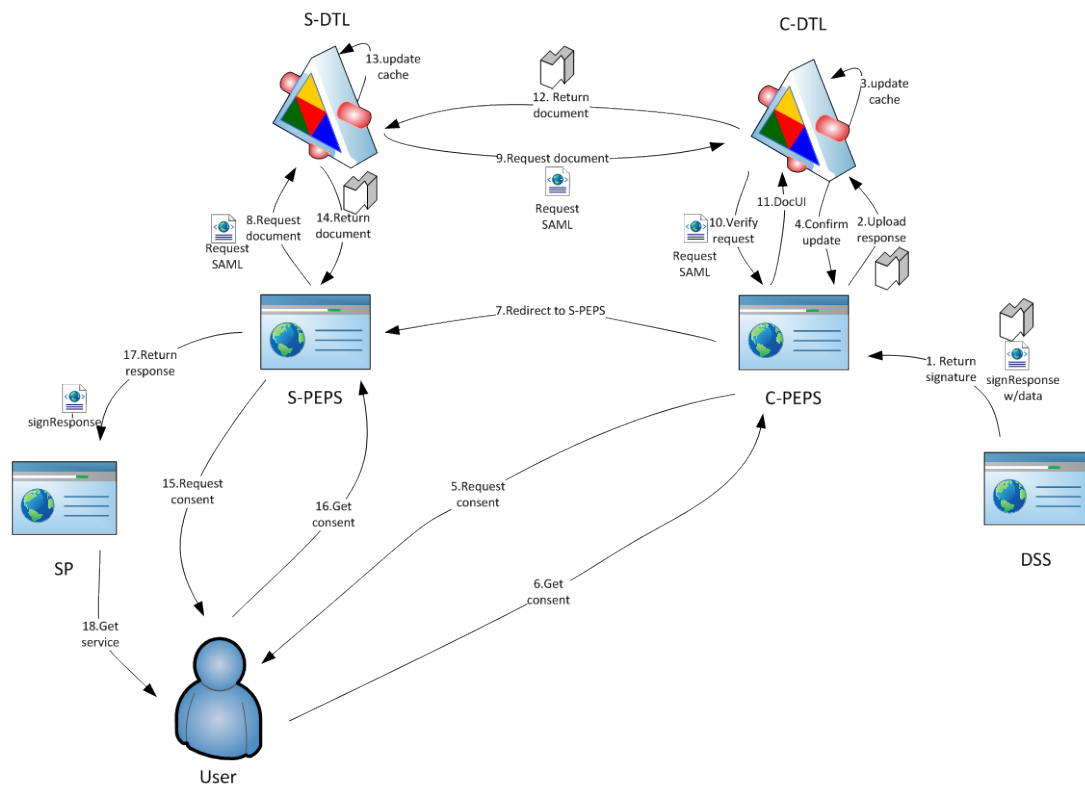 S-DTL
C-DTL
13.update
cache
3.update
cache
12. Return
document
9.Request document
Request
SAML
8.Request
document
Request
SAML
14.Return
document
10.Verify
request
Request
SAML
11.DocUI
4.Confirm
update
2.Upload
response
7.Redirect to S-PEPS
S-PEPS
C-PEPS
1. Return
signature
signResponse
w/data
DSS
17.Return
response
signResponse
SP
15.Request
consent
16.Get
consent
5.Request
consent
6.Get
consent
18.Get
service
User